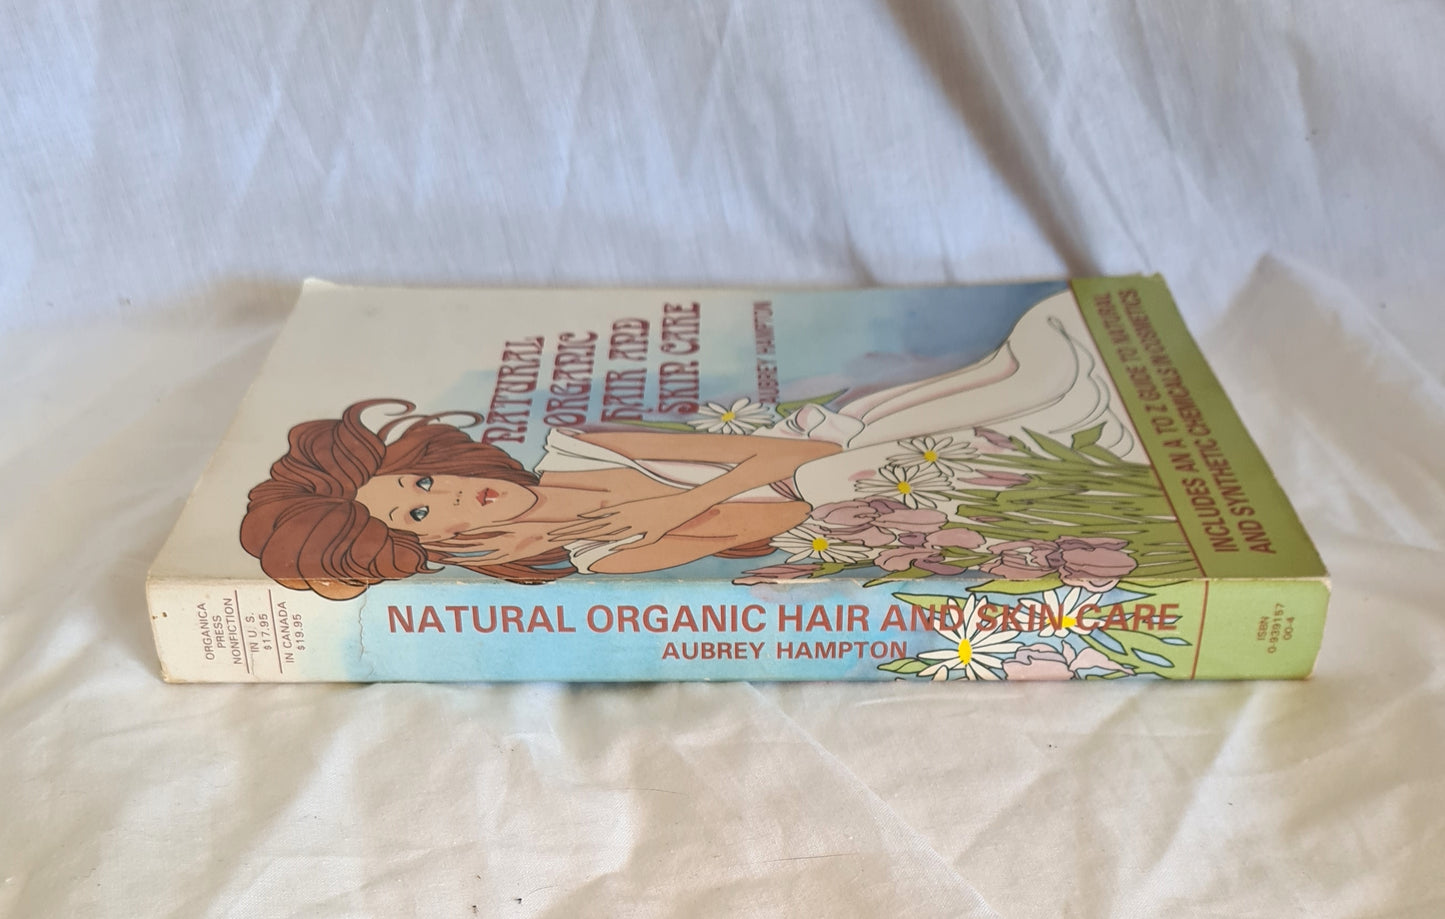 NATURAL
ORGANIC
HAIR AND
SKIN CARE
AUBREY HAMPTON
INCLUDES AN A TO Z GUIDE TO NATURAL
AND SYNTHETIC CHEMICALS IN COSMETICS
ORGANICA
PRESS
NONFICTION
IN U.S.
$17.95
IN CANADA
$19.95
NATURAL ORGANIC HAIR AND SKIN CARE
AUBREY HAMPTON
ISBN
0-939157
00-4